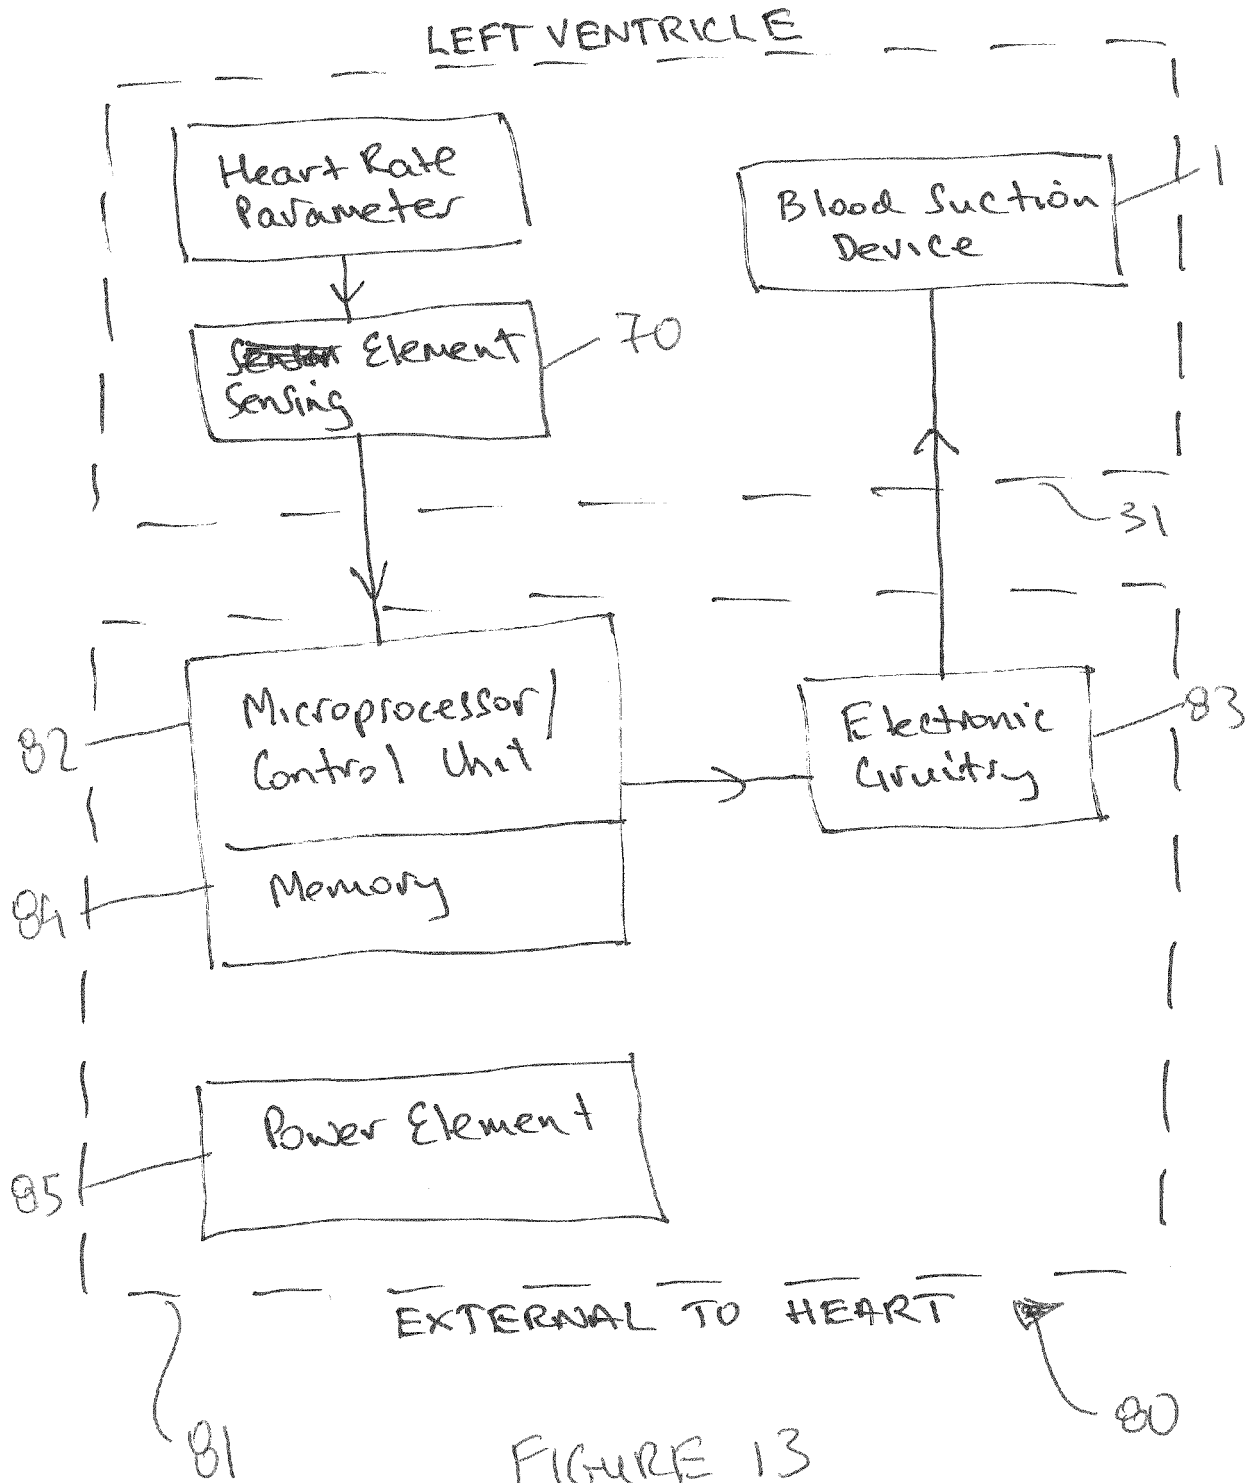 LEFT VENTRICLE
Heart Rate
Parameter
Blood Suction
Device
1
Element
Sensing
70
31
Microprocessor/
Control Unit
82
Electronic
Ciruitry
83
Memory
84
Power Element
85
EXTERNAL TO HEART
81
80
FIGURE 13